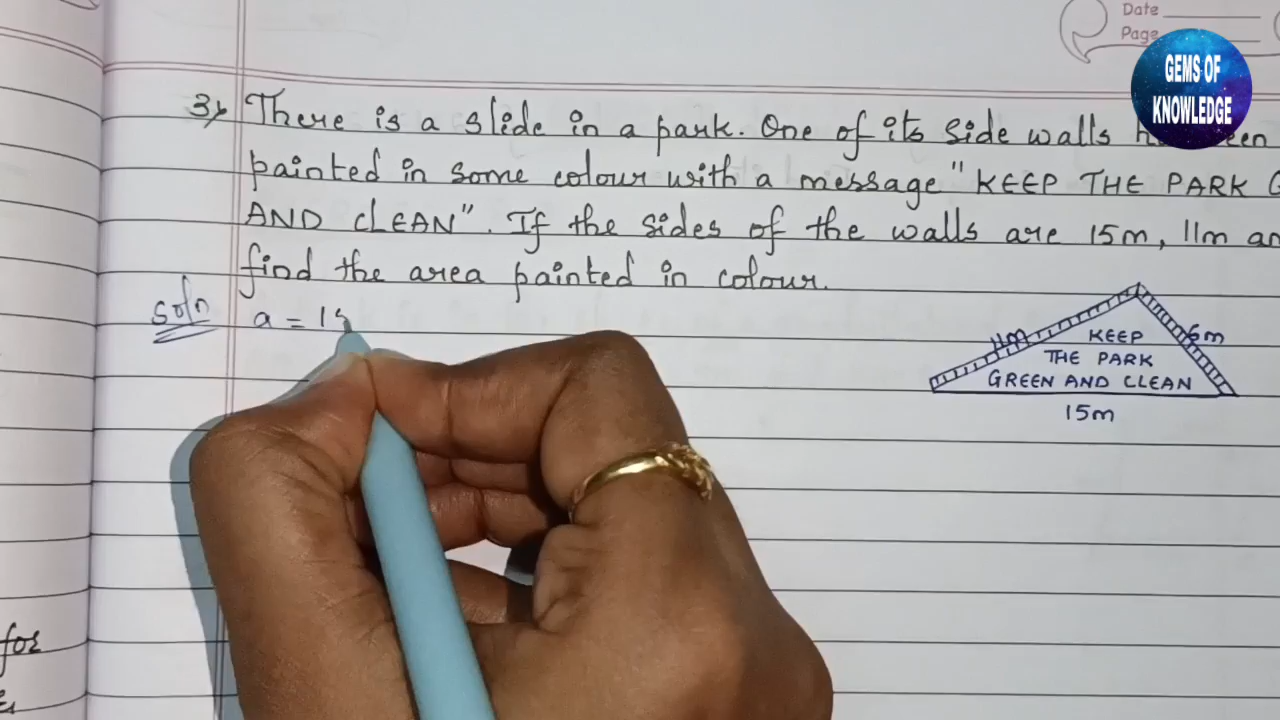 Date
Page
GEMS OF
KNOWLEDGE
3) There is a slide in a park. One of its side walls
painted in some colour with a message "KEEP THE PARK
AND CLEAN". If the sides of the walls are 15m, 11m
find the area painted in colour.
Soln a = 15
11m KEEP 6m
THE PARK
GREEN AND CLEAN
15m
for